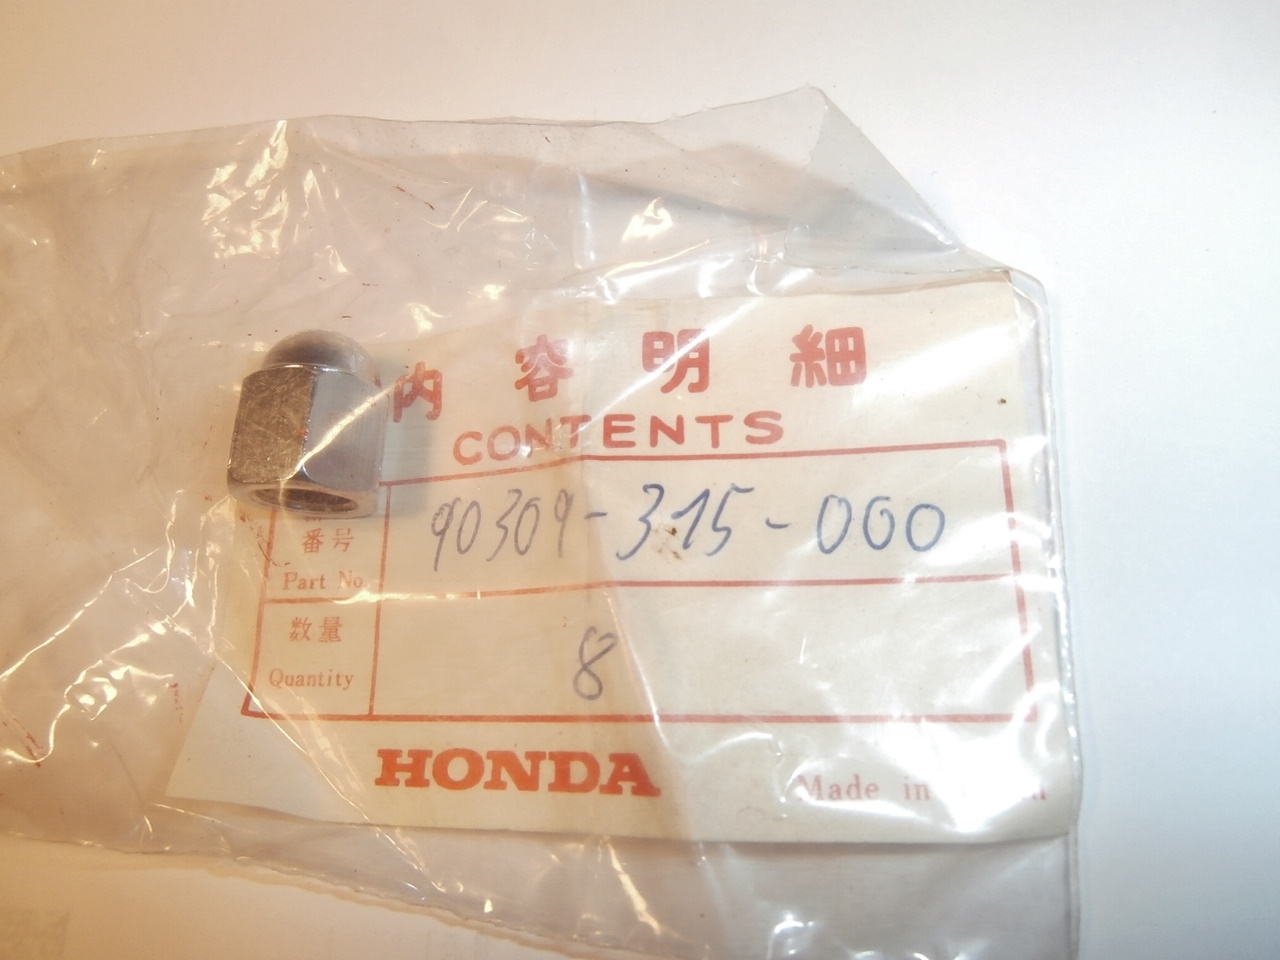 内容明細
CONTENTS
番号
Part No.
90309-315-000
数量
Quantity
8
HONDA
Made in